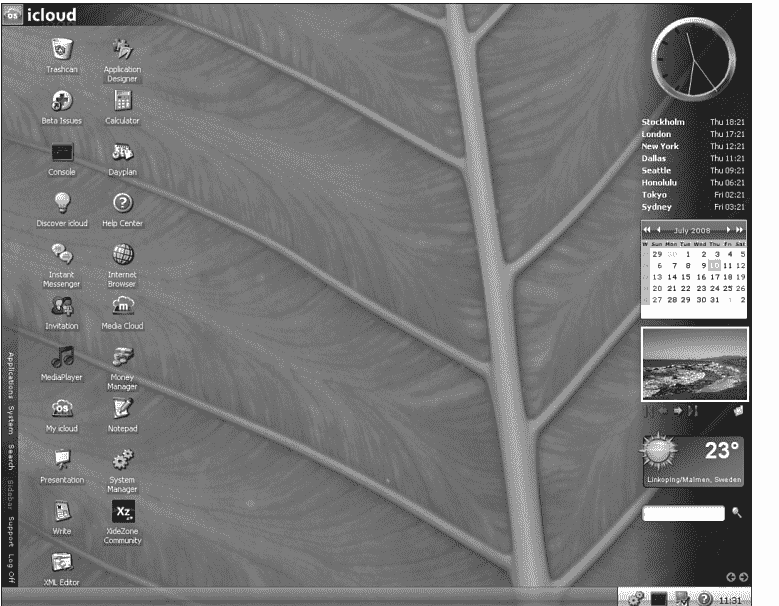 OS icloud
Trashcan
Application
Designer
Beta Issues
Calculator
Console
Dayplan
Discover icloud
Help Center
Instant
Messenger
Internet
Browser
Invitation
Media Cloud
MediaPlayer
Money
Manager
My icloud
Notepad
Presentation
System
Manager
Write
XideZone
Community
XML Editor
Applications System Search Sidebar Support Log Off
Stockholm Thu 18:21
London Thu 17:21
New York Thu 12:21
Dallas Thu 11:21
Seattle Thu 09:21
Honolulu Thu 06:21
Tokyo Fri 02:21
Sydney Fri 03:21
July 2008
W Sun Mon Tue Wed Thu Fri Sat
29 30 1 2 3 4 5
6 7 8 9 10 11 12
13 14 15 16 17 18 19
20 21 22 23 24 25 26
27 28 29 30 31 1 2
23°
Linkoping/Malmen, Sweden
11:31